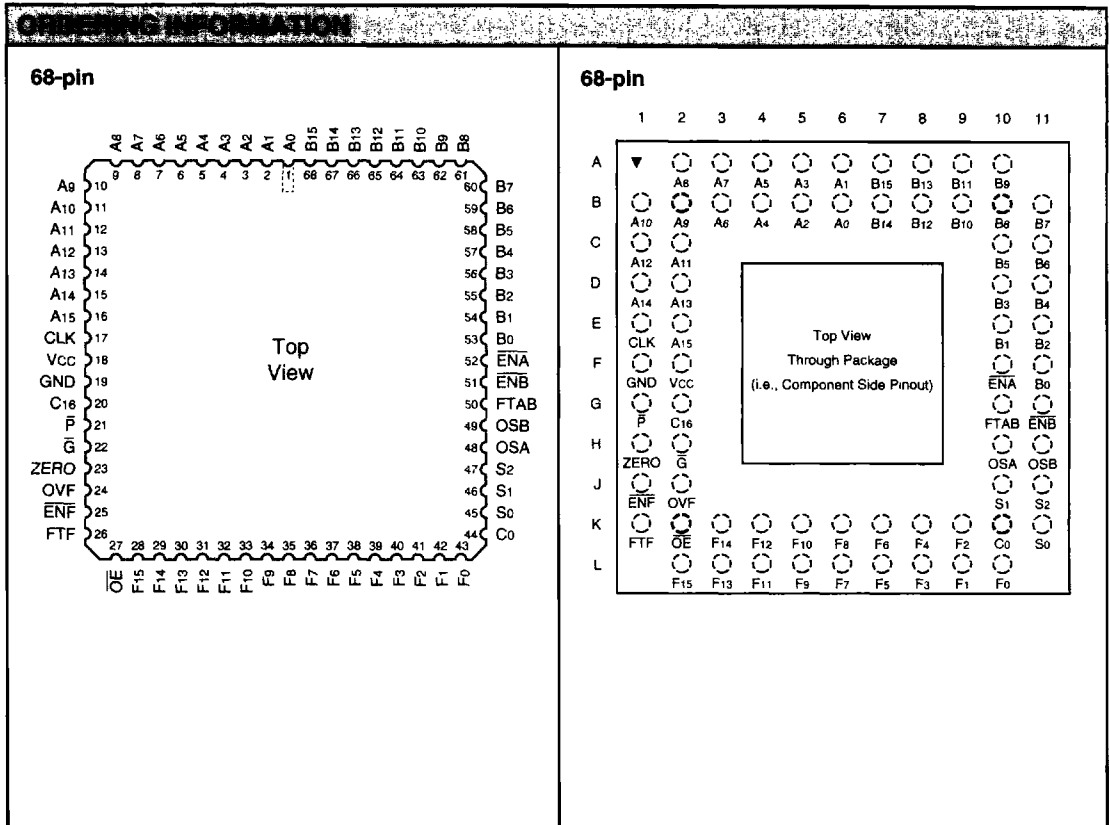 ORDERING INFORMATION
68-pin
A8 A7 A6 A5 A4 A3 A2 A1 A0 B15 B14 B13 B12 B11 B10 B9 B8
9 8 7 6 5 4 3 2 1 68 67 66 65 64 63 62 61
A9 10
A10 11
A11 12
A12 13
A13 14
A14 15
A15 16
CLK 17
VCC 18
GND 19
C16 20
P̅ 21
G̅ 22
ZERO 23
OVF 24
E̅N̅F̅ 25
FTF 26
Top
View
60 B7
59 B6
58 B5
57 B4
56 B3
55 B2
54 B1
53 B0
52 E̅N̅A̅
51 E̅N̅B̅
50 FTAB
49 OSB
48 OSA
47 S2
46 S1
45 S0
44 C0
27 28 29 30 31 32 33 34 35 36 37 38 39 40 41 42 43
O̅E̅ F15 F14 F13 F12 F11 F10 F9 F8 F7 F6 F5 F4 F3 F2 F1 F0
68-pin
1 2 3 4 5 6 7 8 9 10 11
A
A8 A7 A5 A3 A1 B15 B13 B11 B9
B
A10 A9 A6 A4 A2 A0 B14 B12 B10 B8 B7
C
A12 A11 B5 B6
D
A14 A13 B3 B4
E
CLK A15 B1 B2
F
GND VCC E̅N̅A̅ B0
G
P̅ C16 FTAB E̅N̅B̅
H
ZERO G̅ OSA OSB
J
E̅N̅F̅ OVF S1 S2
K
FTF O̅E̅ F14 F12 F10 F8 F6 F4 F2 C0 S0
L
F15 F13 F11 F9 F7 F5 F3 F1 F0
Top View
Through Package
(i.e., Component Side Pinout)